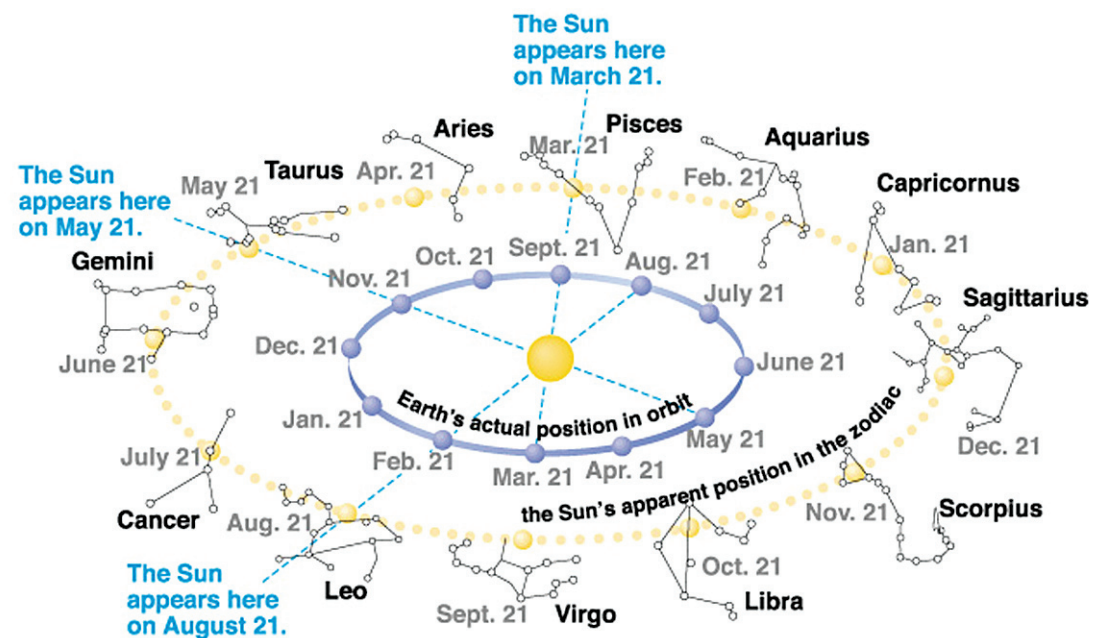 The Sun
appears here
on March 21.
Aries
Pisces
Mar. 21
Aquarius
Taurus
Apr. 21
Feb. 21
May 21
Capricornus
The Sun
appears here
on May 21.
Jan. 21
Gemini
Oct. 21
Sept. 21
Aug. 21
Nov. 21
July 21
Sagittarius
Dec. 21
June 21
June 21
Earth's actual position in orbit
Jan. 21
May 21
Feb. 21
Mar. 21
Apr. 21
the Sun's apparent position in the zodiac
Dec. 21
July 21
Cancer
Aug. 21
Nov. 21
Scorpius
Oct. 21
Leo
Sept. 21
Virgo
Libra
The Sun
appears here
on August 21.